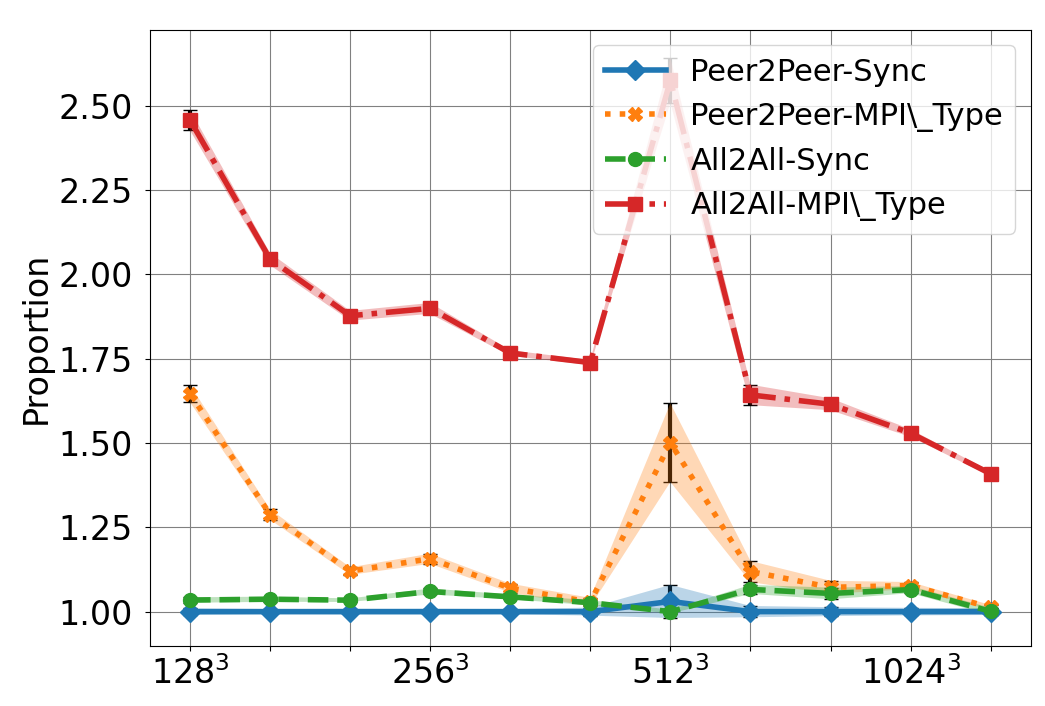 Peer2Peer-Sync
Peer2Peer-MPI\_Type
All2All-Sync
All2All-MPI\_Type
Proportion
2.50
2.25
2.00
1.75
1.50
1.25
1.00
128³ 256³ 512³ 1024³